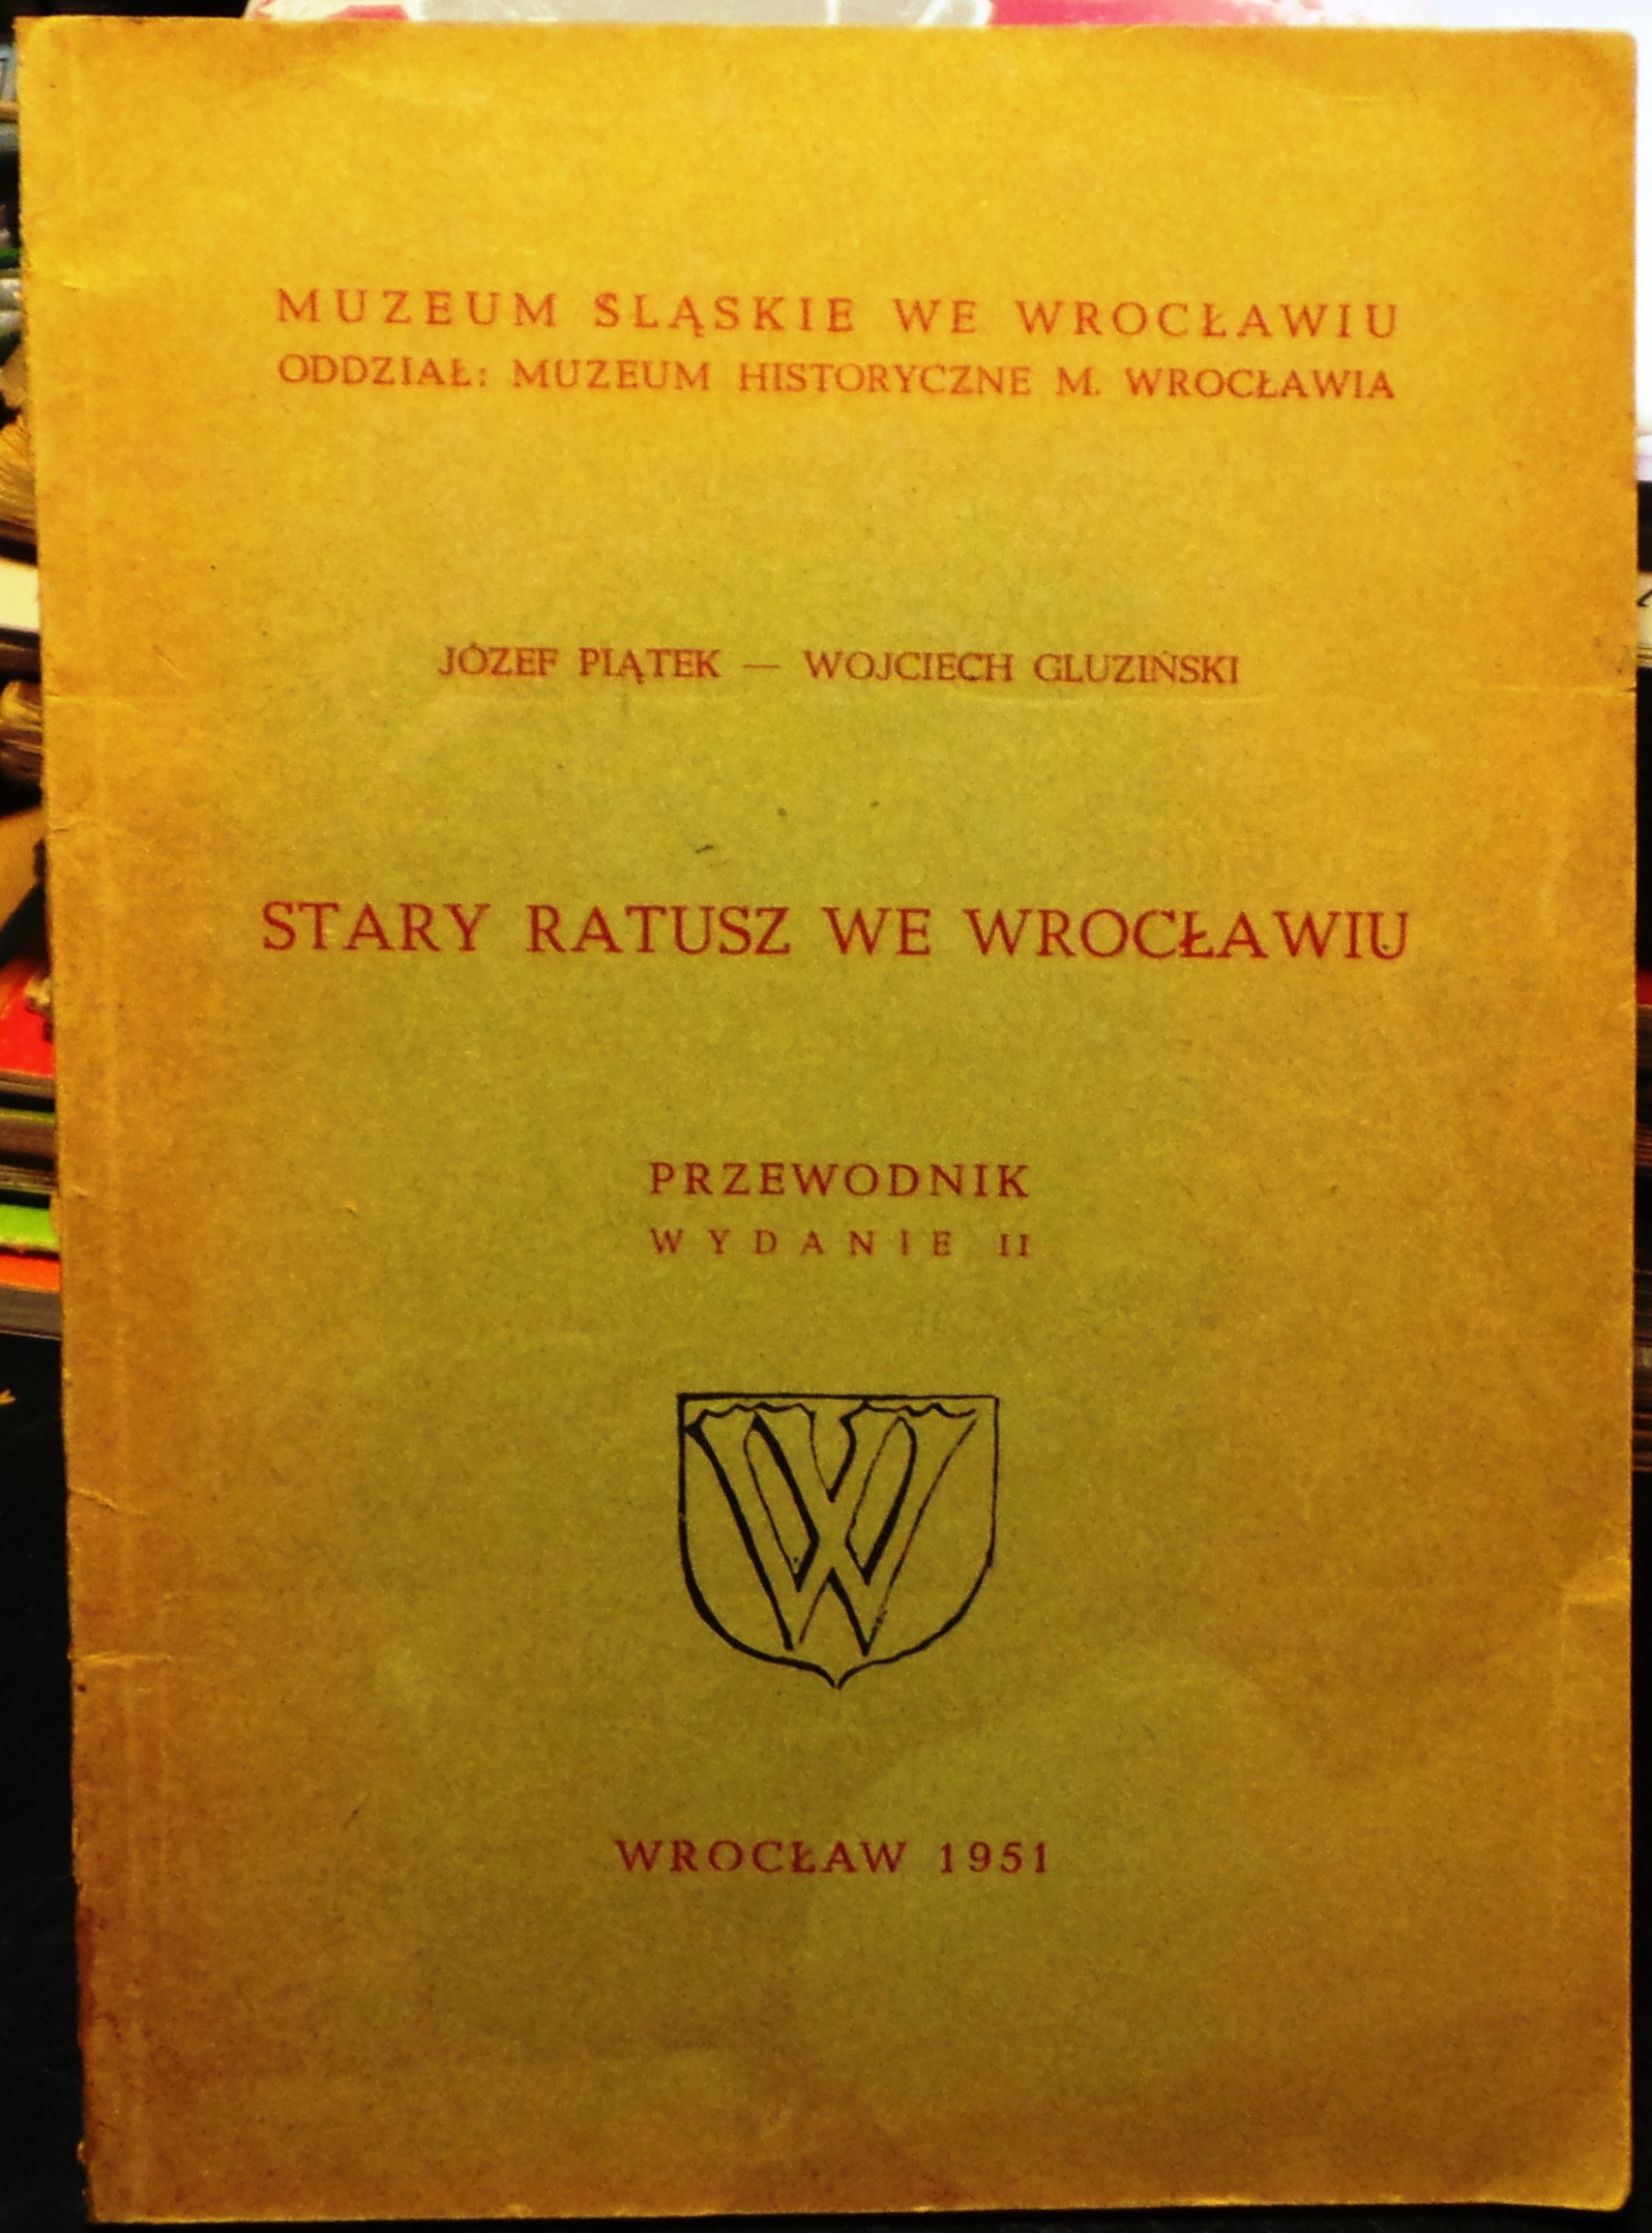 MUZEUM ŚLĄSKIE WE WROCŁAWIU
ODDZIAŁ: MUZEUM HISTORYCZNE M. WROCŁAWIA
JÓZEF PIĄTEK — WOJCIECH GLUZIŃSKI
STARY RATUSZ WE WROCŁAWIU
PRZEWODNIK
WYDANIE II
W
WROCŁAW 1951